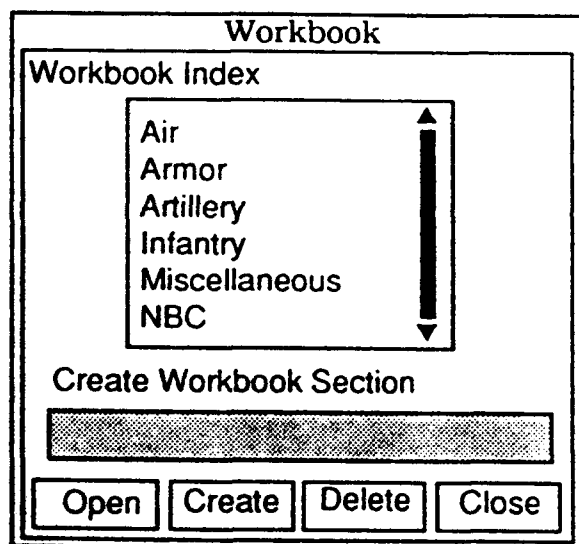 Workbook
Workbook Index
Air
Armor
Artillery
Infantry
Miscellaneous
NBC
Create Workbook Section
Open Create Delete Close